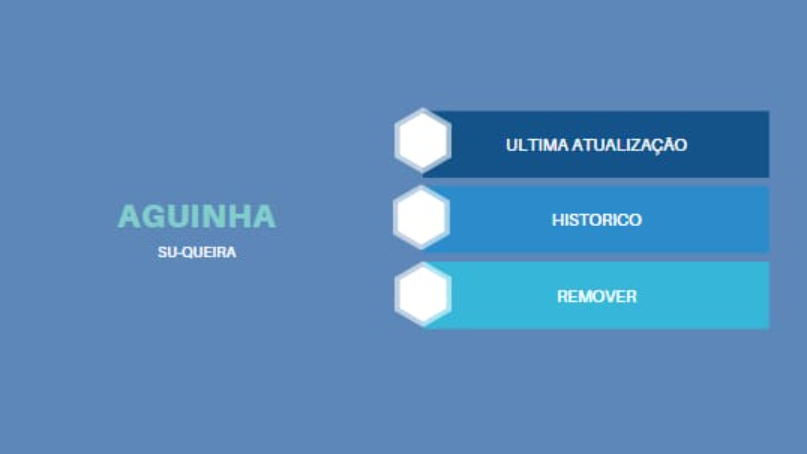 AGUINHA
SU-QUEIRA
ULTIMA ATUALIZAÇÃO
HISTORICO
REMOVER